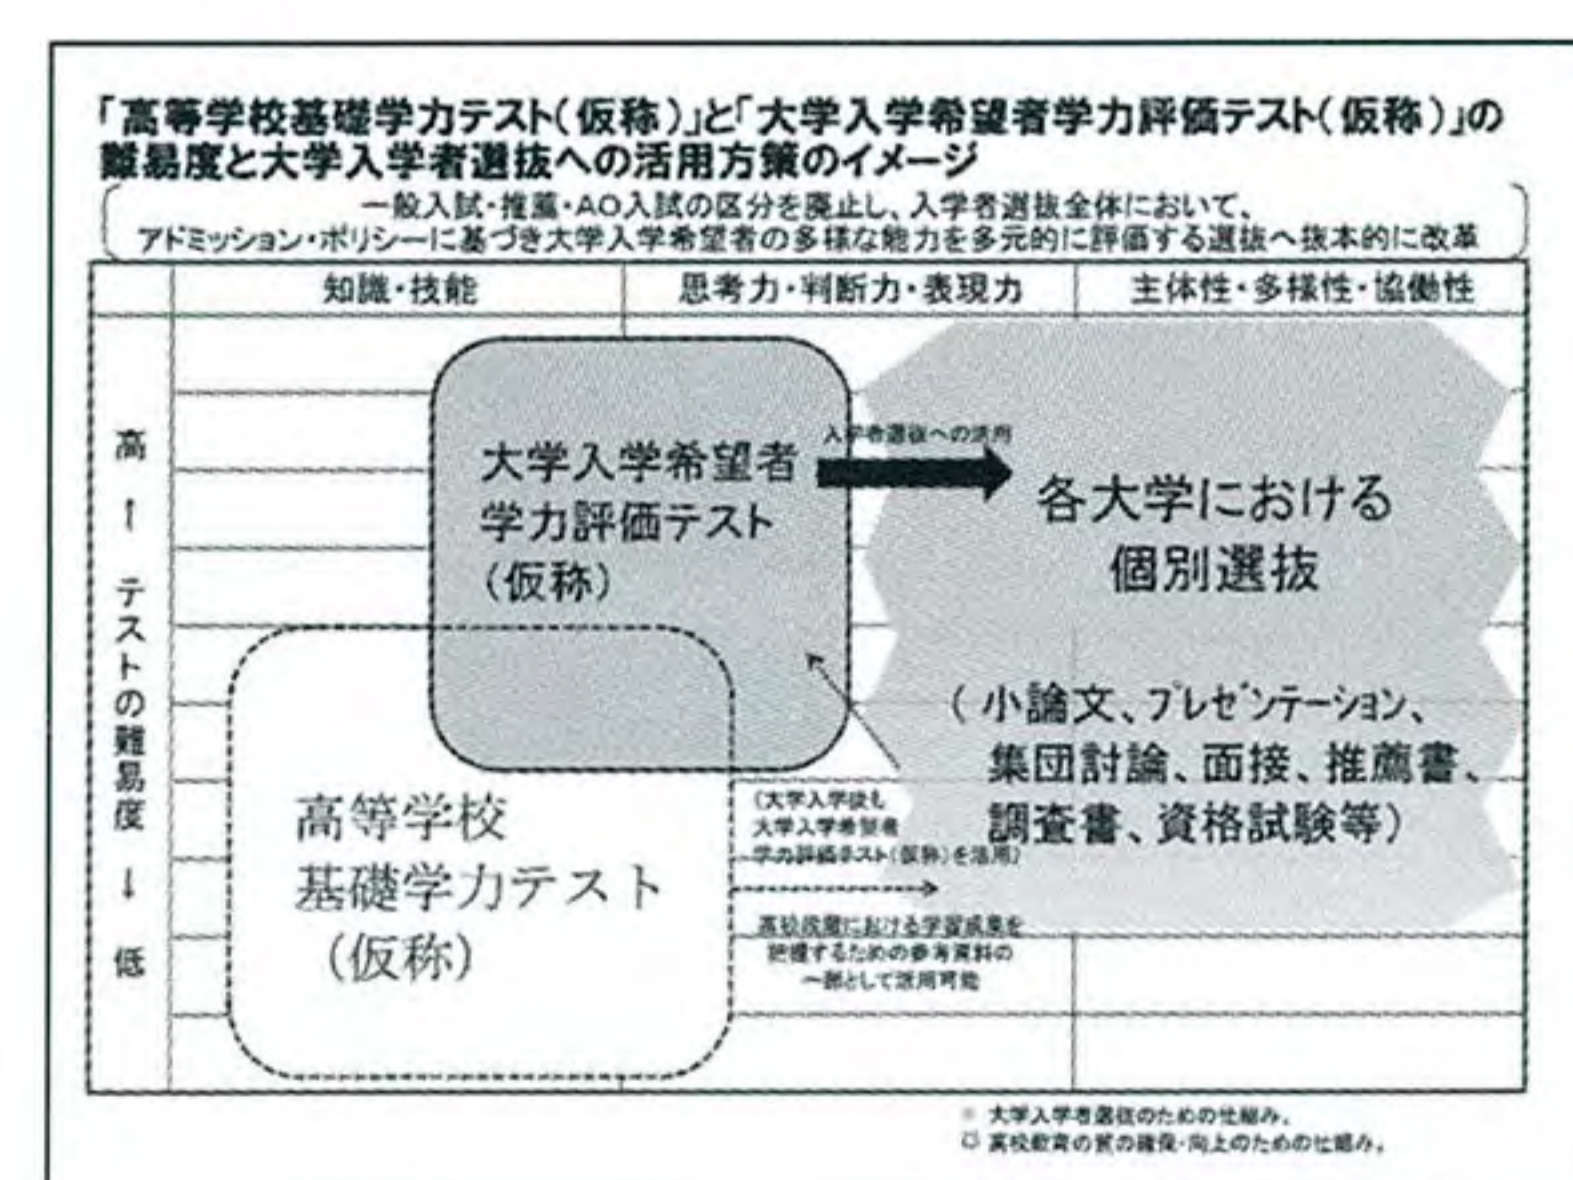 「高等学校基礎学力テスト(仮称)」と「大学入学希望者学力評価テスト(仮称)」の
難易度と大学入学者選抜への活用方策のイメージ
一般入試・推薦・AO入試の区分を廃止し、入学者選抜全体において、
アドミッション・ポリシーに基づき大学入学希望者の多様な能力を多元的に評価する選抜へ抜本的に改革
知識・技能
思考力・判断力・表現力
主体性・多様性・協働性
高 ↑ テストの難易度 ↓ 低
大学入学希望者
学力評価テスト
(仮称)
入学者選抜への活用
各大学における
個別選抜
(小論文、プレゼンテーション、
集団討論、面接、推薦書、
調査書、資格試験等)
高等学校
基礎学力テスト
(仮称)
(大学入学後も
大学入学希望者
学力評価テスト(仮称)を活用)
高校段階における学習成果を
把握するための参考資料の
一部として活用可能
大学入学者選抜のための仕組み。
高校教育の質の確保・向上のための仕組み。